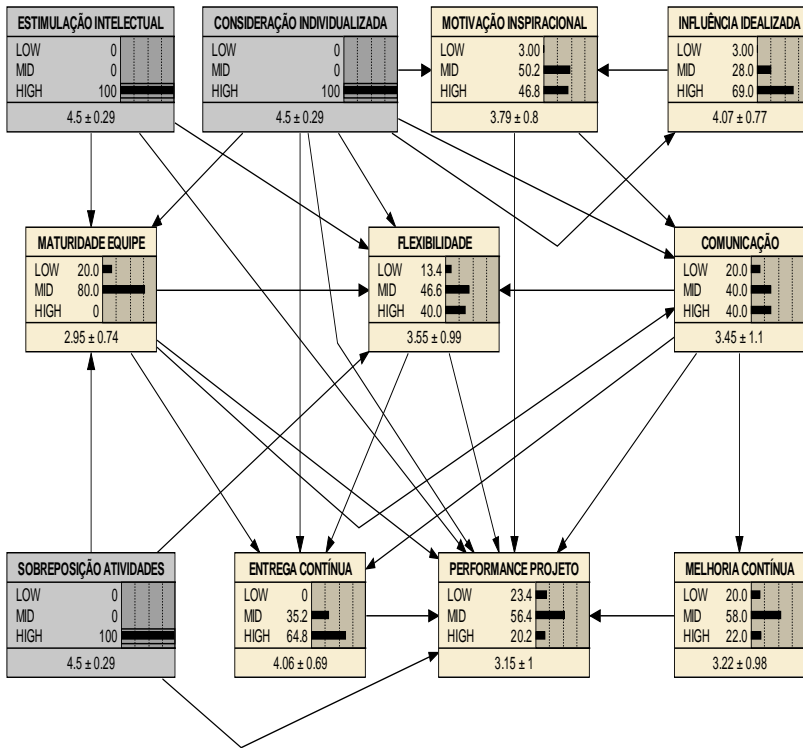 ESTIMULAÇÃO INTELECTUAL
LOW 0
MID 0
HIGH 100
4.5 ± 0.29
CONSIDERAÇÃO INDIVIDUALIZADA
LOW 0
MID 0
HIGH 100
4.5 ± 0.29
MOTIVAÇÃO INSPIRACIONAL
LOW 3.00
MID 50.2
HIGH 46.8
3.79 ± 0.8
INFLUÊNCIA IDEALIZADA
LOW 3.00
MID 28.0
HIGH 69.0
4.07 ± 0.77
MATURIDADE EQUIPE
LOW 20.0
MID 80.0
HIGH 0
2.95 ± 0.74
FLEXIBILIDADE
LOW 13.4
MID 46.6
HIGH 40.0
3.55 ± 0.99
COMUNICAÇÃO
LOW 20.0
MID 40.0
HIGH 40.0
3.45 ± 1.1
SOBREPOSIÇÃO ATIVIDADES
LOW 0
MID 0
HIGH 100
4.5 ± 0.29
ENTREGA CONTÍNUA
LOW 0
MID 35.2
HIGH 64.8
4.06 ± 0.69
PERFORMANCE PROJETO
LOW 23.4
MID 56.4
HIGH 20.2
3.15 ± 1
MELHORIA CONTÍNUA
LOW 20.0
MID 58.0
HIGH 22.0
3.22 ± 0.98